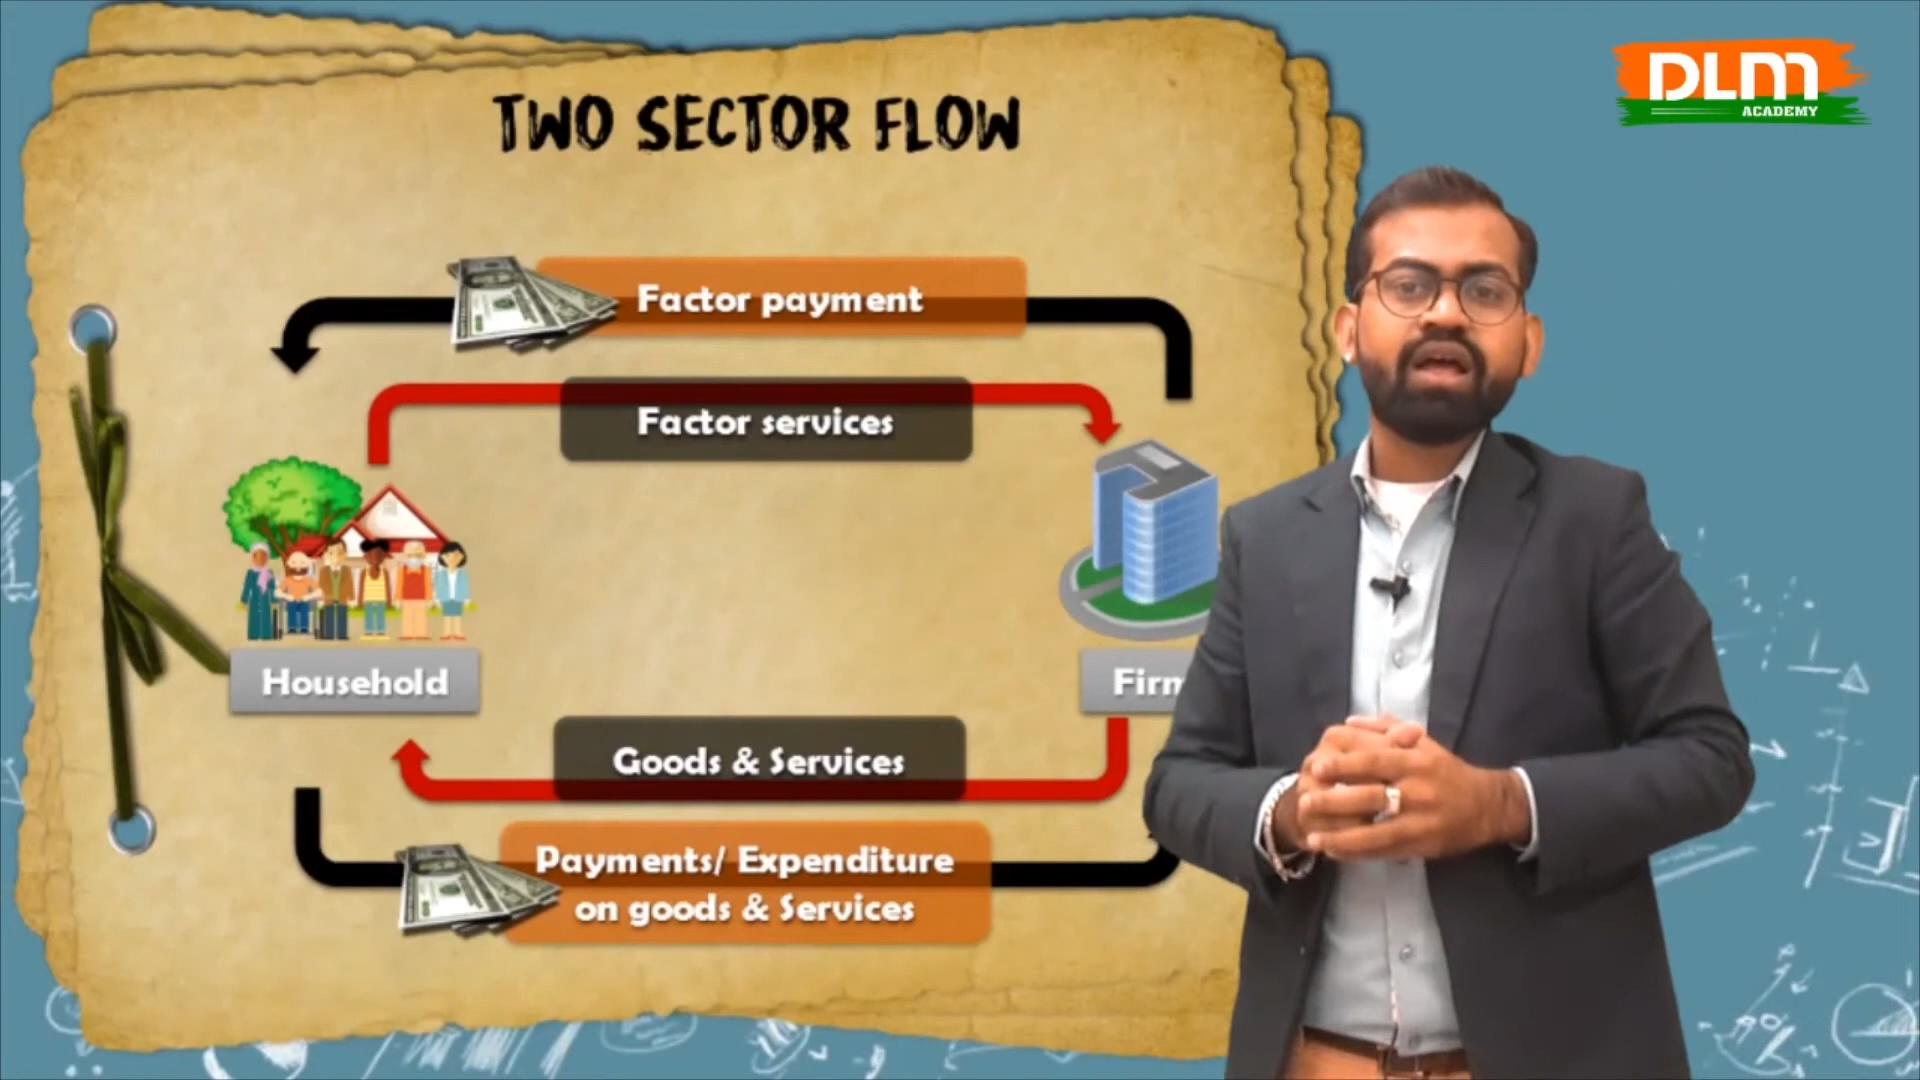 DLM
ACADEMY
TWO SECTOR FLOW
Factor payment
Factor services
Household
Goods & Services
Payments/ Expenditure
on goods & Services